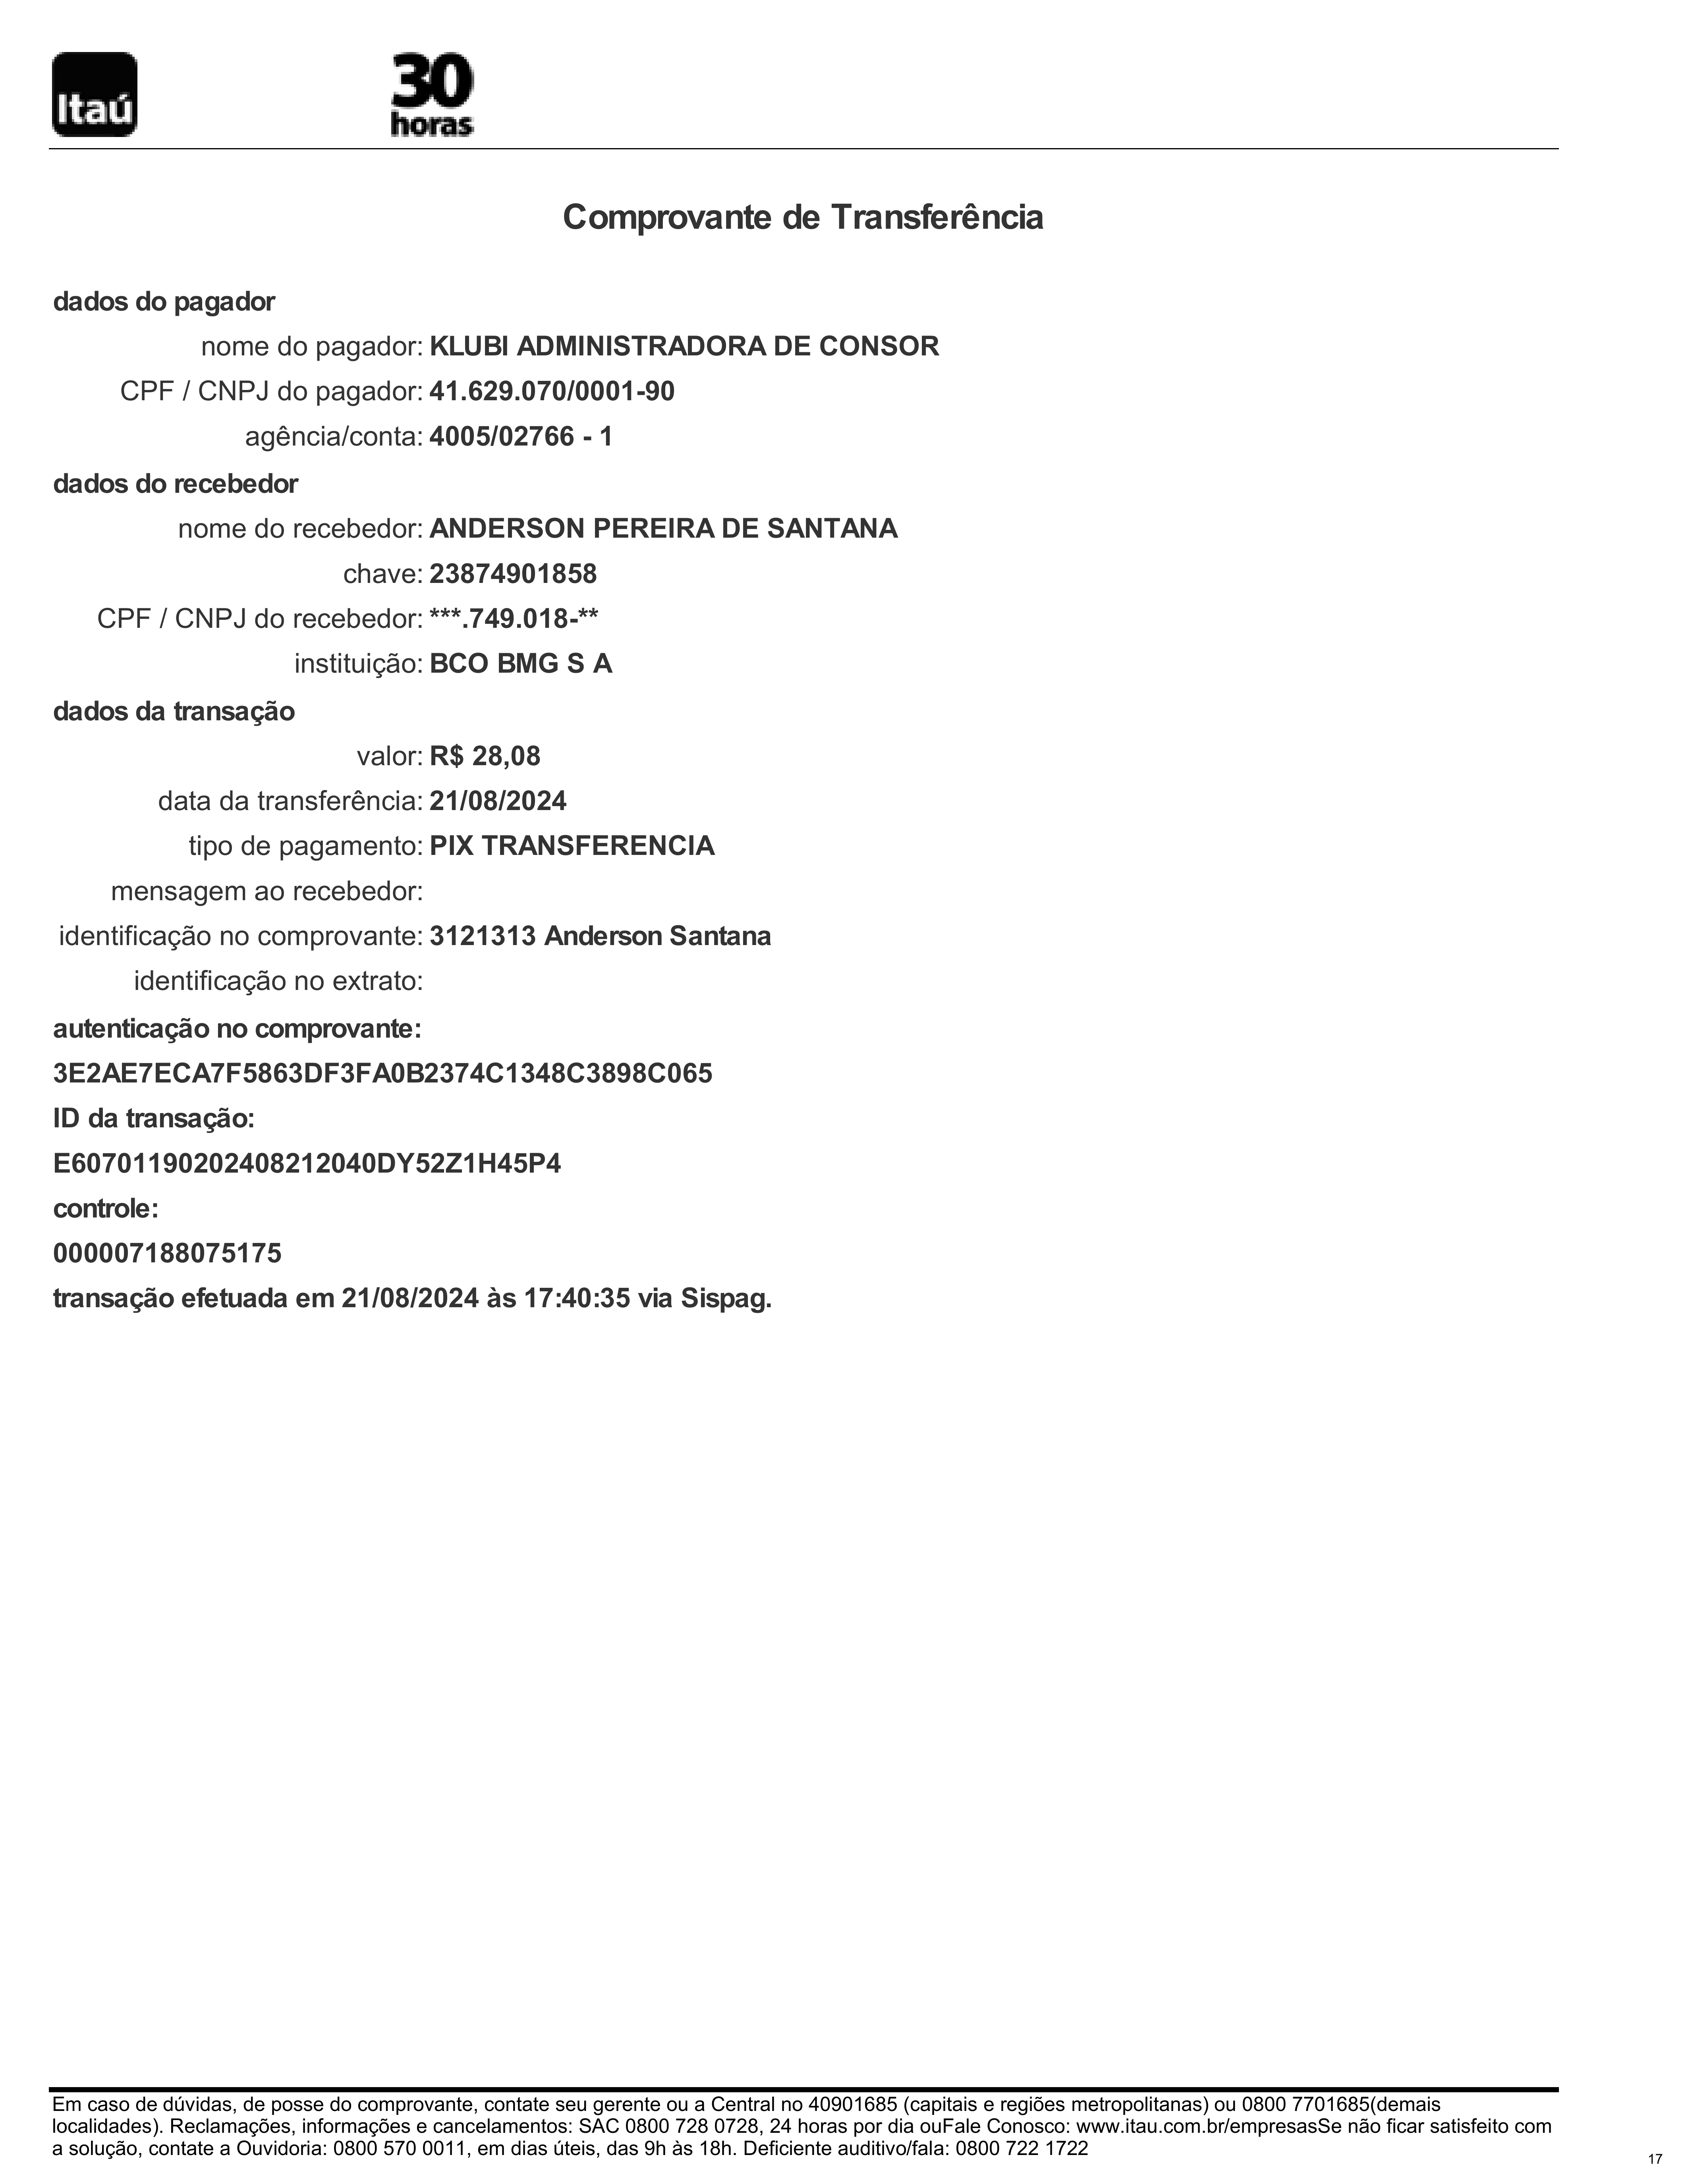 Itaú
30
horas
Comprovante de Transferência
dados do pagador
nome do pagador: KLUBI ADMINISTRADORA DE CONSOR
CPF / CNPJ do pagador: 41.629.070/0001-90
agência/conta: 4005/02766 - 1
dados do recebedor
nome do recebedor: ANDERSON PEREIRA DE SANTANA
chave: 23874901858
CPF / CNPJ do recebedor: ***.749.018-**
instituição: BCO BMG S A
dados da transação
valor: R$ 28,08
data da transferência: 21/08/2024
tipo de pagamento: PIX TRANSFERENCIA
mensagem ao recebedor:
identificação no comprovante: 3121313 Anderson Santana
identificação no extrato:
autenticação no comprovante:
3E2AE7ECA7F5863DF3FA0B2374C1348C3898C065
ID da transação:
E60701190202408212040DY52Z1H45P4
controle:
000007188075175
transação efetuada em 21/08/2024 às 17:40:35 via Sispag.
Em caso de dúvidas, de posse do comprovante, contate seu gerente ou a Central no 40901685 (capitais e regiões metropolitanas) ou 0800 7701685(demais
localidades). Reclamações, informações e cancelamentos: SAC 0800 728 0728, 24 horas por dia ouFale Conosco: www.itau.com.br/empresasSe não ficar satisfeito com
a solução, contate a Ouvidoria: 0800 570 0011, em dias úteis, das 9h às 18h. Deficiente auditivo/fala: 0800 722 1722
17